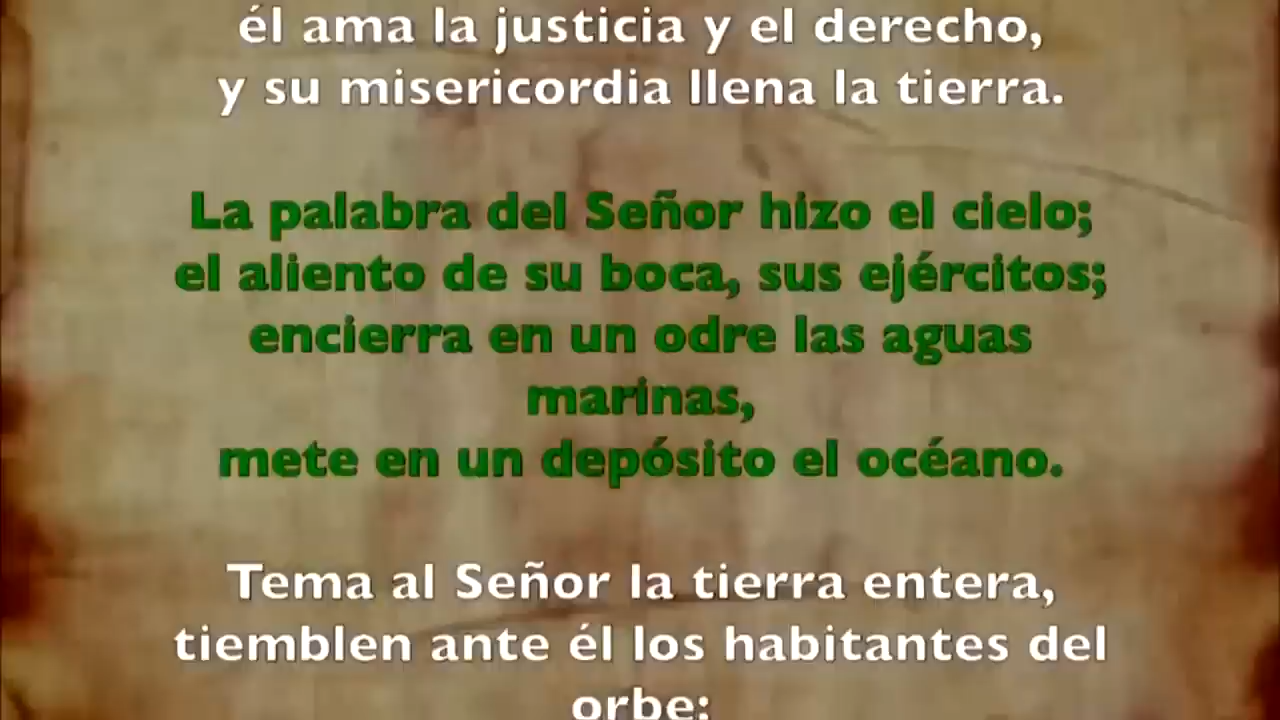 él ama la justicia y el derecho,
y su misericordia llena la tierra.
La palabra del Señor hizo el cielo;
el aliento de su boca, sus ejércitos;
encierra en un odre las aguas
marinas,
mete en un depósito el océano.
Tema al Señor la tierra entera,
tiemblen ante él los habitantes del
orbe: